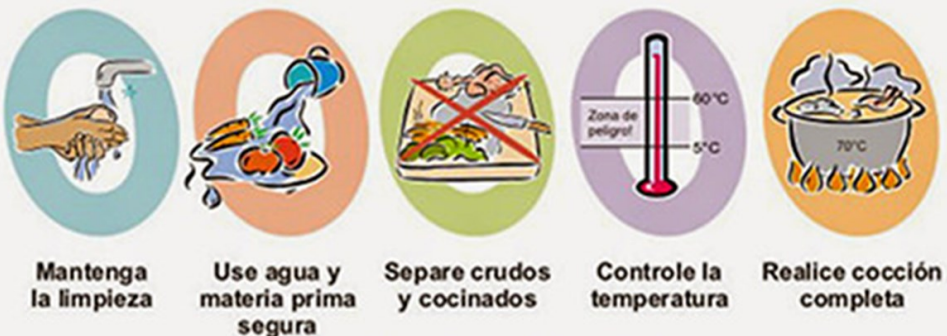 60°C
Zona de
peligro!
5°C
70°C
Mantenga
la limpieza
Use agua y
materia prima
segura
Separe crudos
y cocinados
Controle la
temperatura
Realice cocción
completa